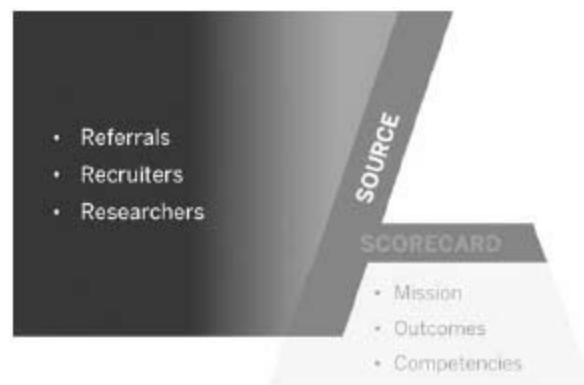 • Referrals
• Recruiters
• Researchers
SOURCE
SCORECARD
• Mission
• Outcomes
• Competencies